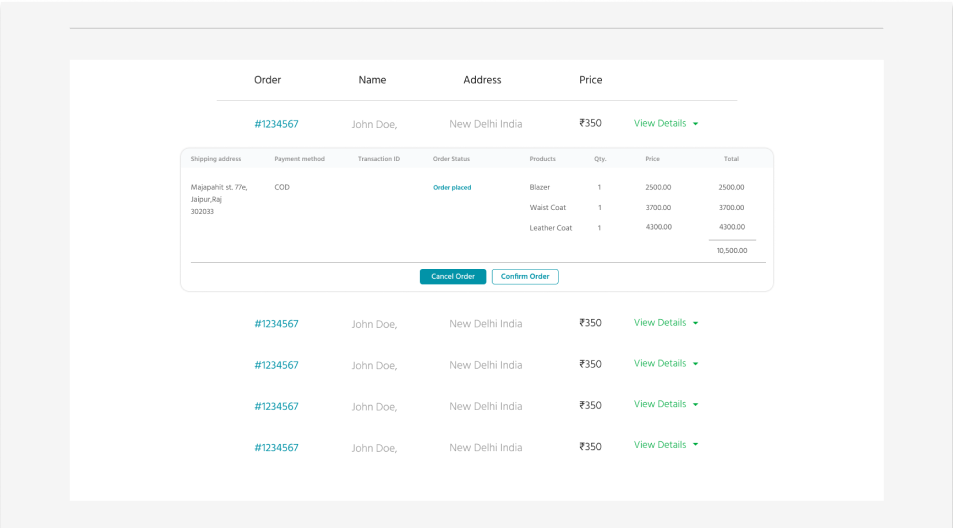 Order Name Address Price
#1234567 John Doe, New Delhi India ₹350 View Details
Shipping address Payment method Transaction ID Order Status Products Qty. Price Total
Majapahit st. 77e, COD Order placed Blazer 1 2500.00 2500.00
Jaipur,Raj
Waist Coat 1 3700.00 3700.00
302033
Leather Coat 1 4300.00 4300.00
10,500.00
Cancel Order Confirm Order
#1234567 John Doe, New Delhi India ₹350 View Details
#1234567 John Doe, New Delhi India ₹350 View Details
#1234567 John Doe, New Delhi India ₹350 View Details
#1234567 John Doe, New Delhi India ₹350 View Details